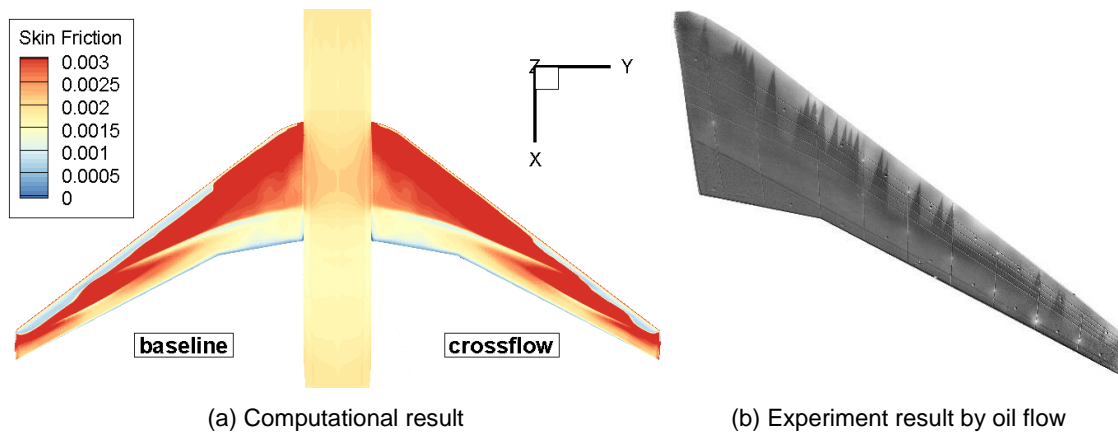 Skin Friction
0.003
0.0025
0.002
0.0015
0.001
0.0005
0
Z
Y
X
baseline
crossflow
(a) Computational result
(b) Experiment result by oil flow